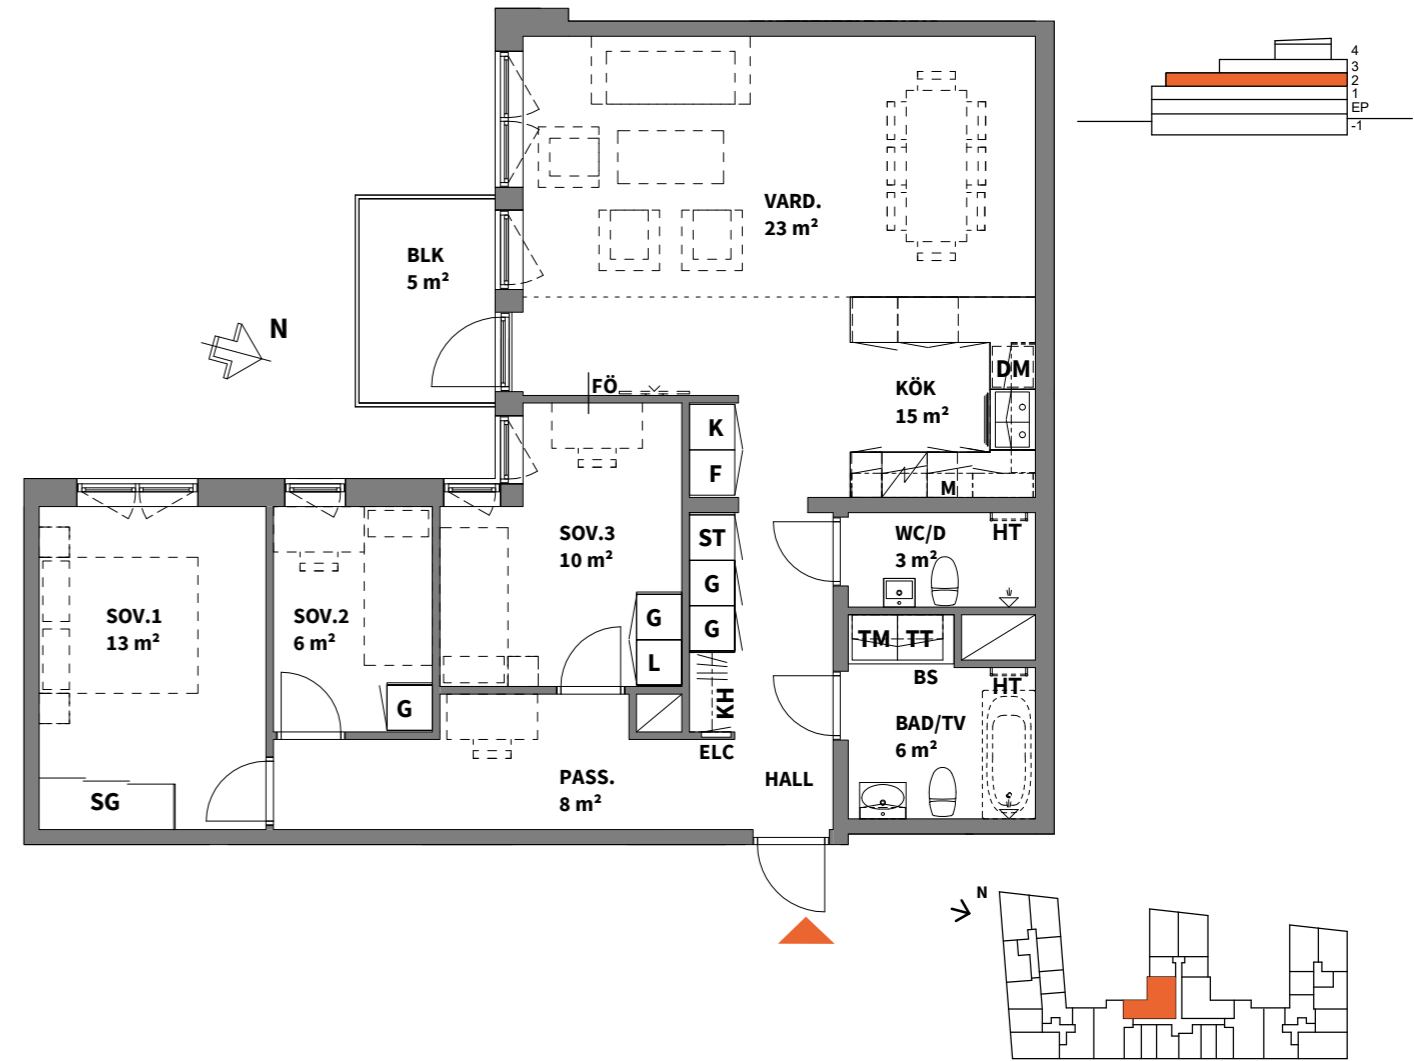 4
3
2
1
EP
-1
VARD.
23 m²
BLK
5 m²
N
FÖ
DM
KÖK
15 m²
K
F
M
ST
G
G
SOV.3
10 m²
G
L
WC/D
3 m²
HT
SOV.1
13 m²
SOV.2
6 m²
G
TM
TT
BS
HT
KH
BAD/TV
6 m²
ELC
HALL
PASS.
8 m²
SG
N